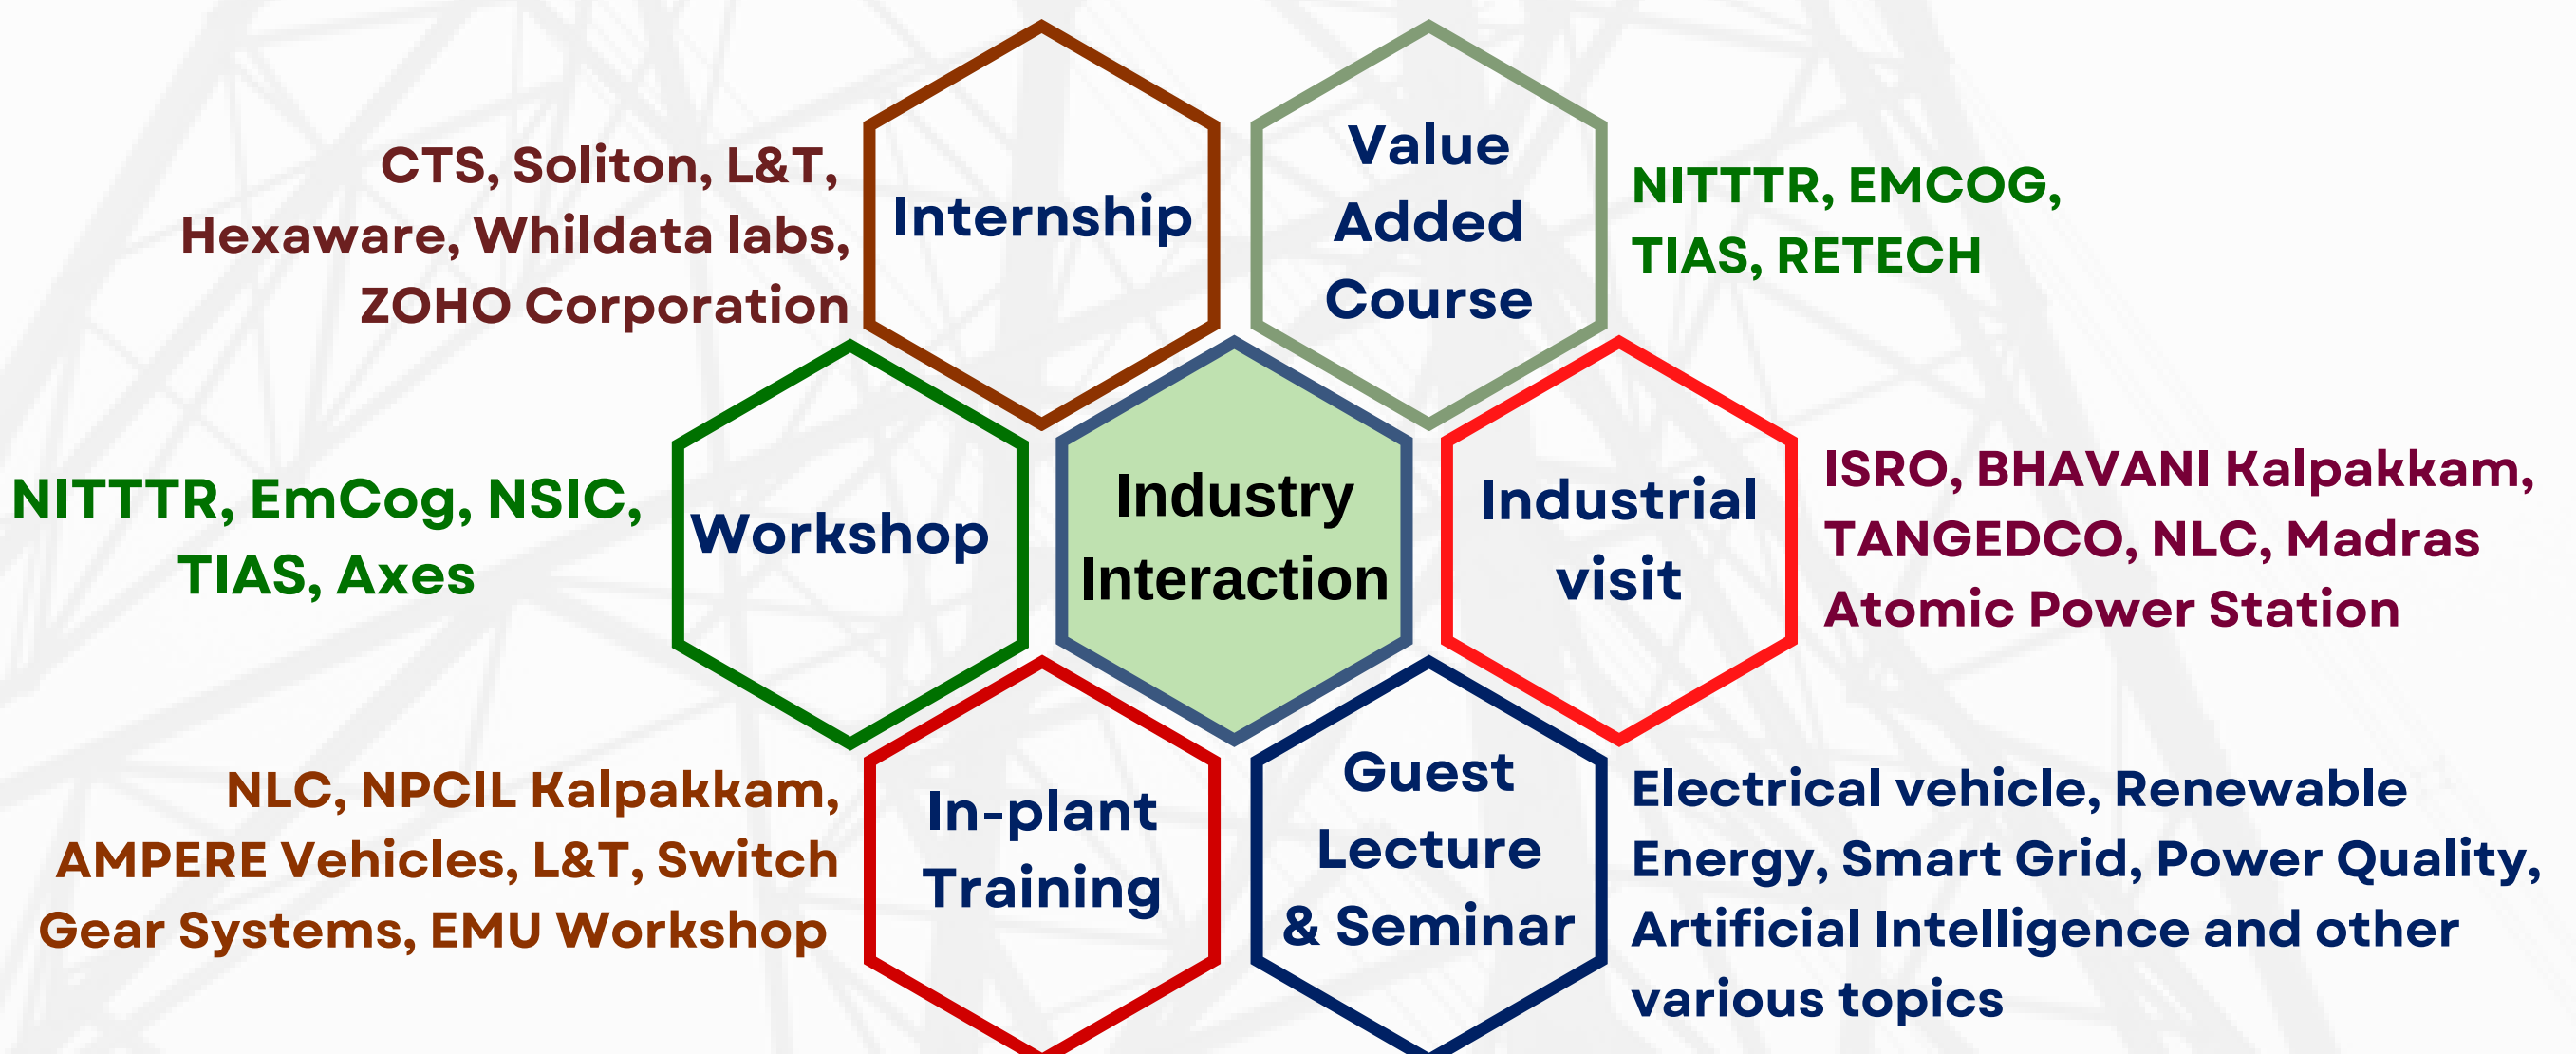 CTS, Soliton, L&T,
Hexaware, Whildata labs,
ZOHO Corporation
Internship
Value
Added
Course
NITTTR, EMCOG,
TIAS, RETECH
NITTTR, EmCog, NSIC,
TIAS, Axes
Workshop
Industry
Interaction
Industrial
visit
ISRO, BHAVANI Kalpakkam,
TANGEDCO, NLC, Madras
Atomic Power Station
NLC, NPCIL Kalpakkam,
AMPERE Vehicles, L&T, Switch
Gear Systems, EMU Workshop
In-plant
Training
Guest
Lecture
& Seminar
Electrical vehicle, Renewable
Energy, Smart Grid, Power Quality,
Artificial Intelligence and other
various topics